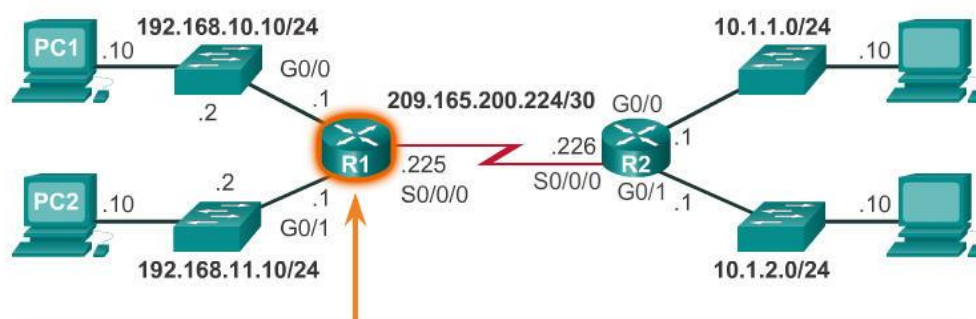 192.168.10.10/24
10.1.1.0/24
PC1
.10
G0/0
.2
.1
209.165.200.224/30
G0/0
.10
.1
R1
.225
S0/0/0
.226
S0/0/0
R2
G0/1
.1
PC2
.10
.2
.1
G0/1
192.168.11.10/24
.10
10.1.2.0/24